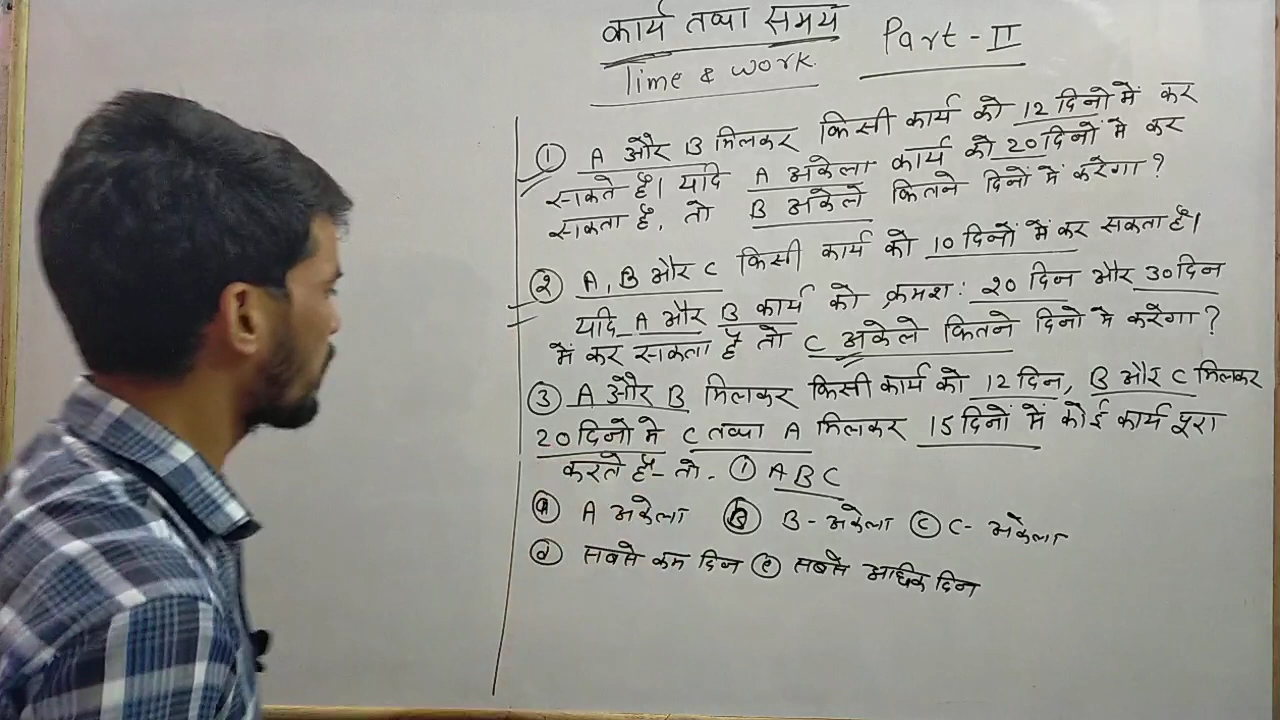 कार्य तथा समय Part-II
Time & work.
① A और B मिलकर किसी कार्य को 12 दिनो में कर
सकते हैं। यदि A अकेला कार्य को 20 दिनों मे कर
सकता है, तो B अकेले कितने दिनों में करेगा?
② A, B और C किसी कार्य को 10 दिनों में कर सकता है।
यदि A और B कार्य को क्रमश: 20 दिन और 30 दिन
में कर सकता है तो C अकेले कितने दिनो मे करेगा?
③ A और B मिलकर किसी कार्य को 12 दिन, B और C मिलकर
20 दिनों मे C तथा A मिलकर 15 दिनों में कोई कार्य पूरा
करते हैं- तो- ① A B C
ⓐ A अकेला Ⓑ B - अकेला Ⓒ C- अकेला
ⓓ सबसे कम दिन ⓔ सबसे अधिक दिन